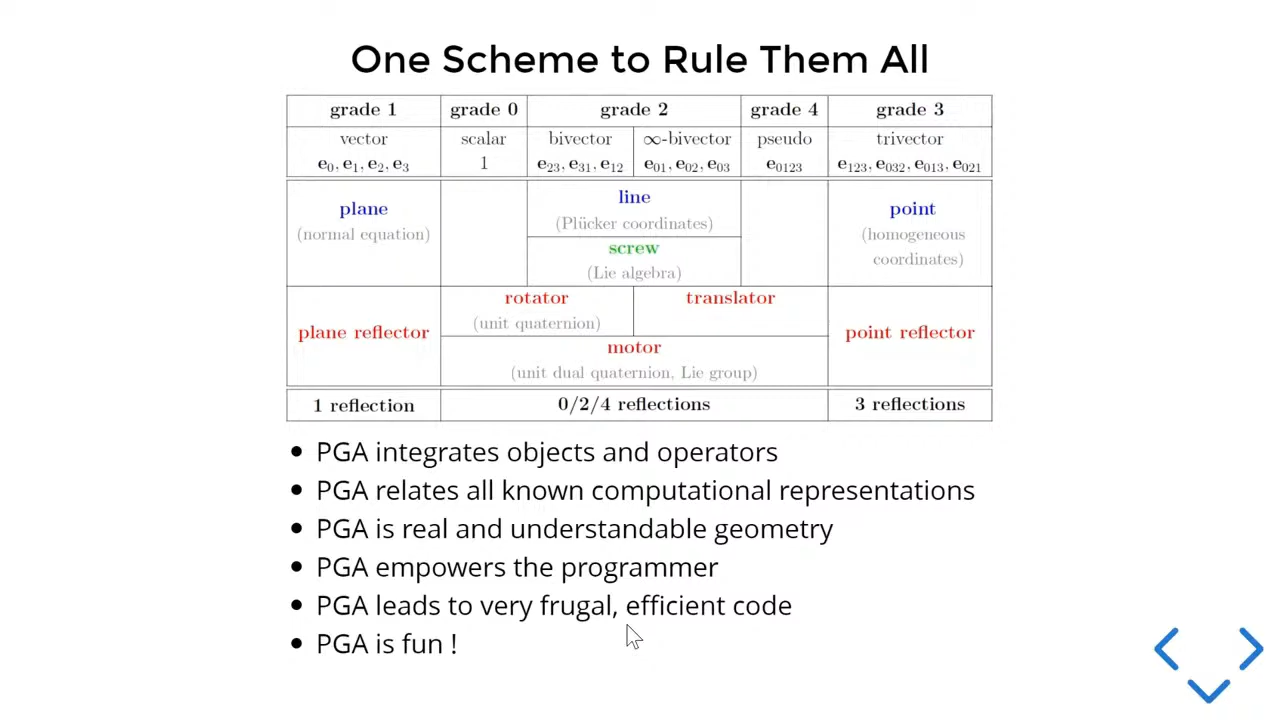 One Scheme to Rule Them All
grade 1 grade 0 grade 2 grade 4 grade 3
vector scalar bivector ∞-bivector pseudo trivector
e₀, e₁, e₂, e₃ 1 e₂₃, e₃₁, e₁₂ e₀₁, e₀₂, e₀₃ e₀₁₂₃ e₁₂₃, e₀₃₂, e₀₁₃, e₀₂₁
plane line point
(normal equation) (Plücker coordinates) (homogeneous
screw coordinates)
(Lie algebra)
rotator translator
(unit quaternion)
plane reflector point reflector
motor
(unit dual quaternion, Lie group)
1 reflection 0/2/4 reflections 3 reflections
• PGA integrates objects and operators
• PGA relates all known computational representations
• PGA is real and understandable geometry
• PGA empowers the programmer
• PGA leads to very frugal, efficient code
• PGA is fun !